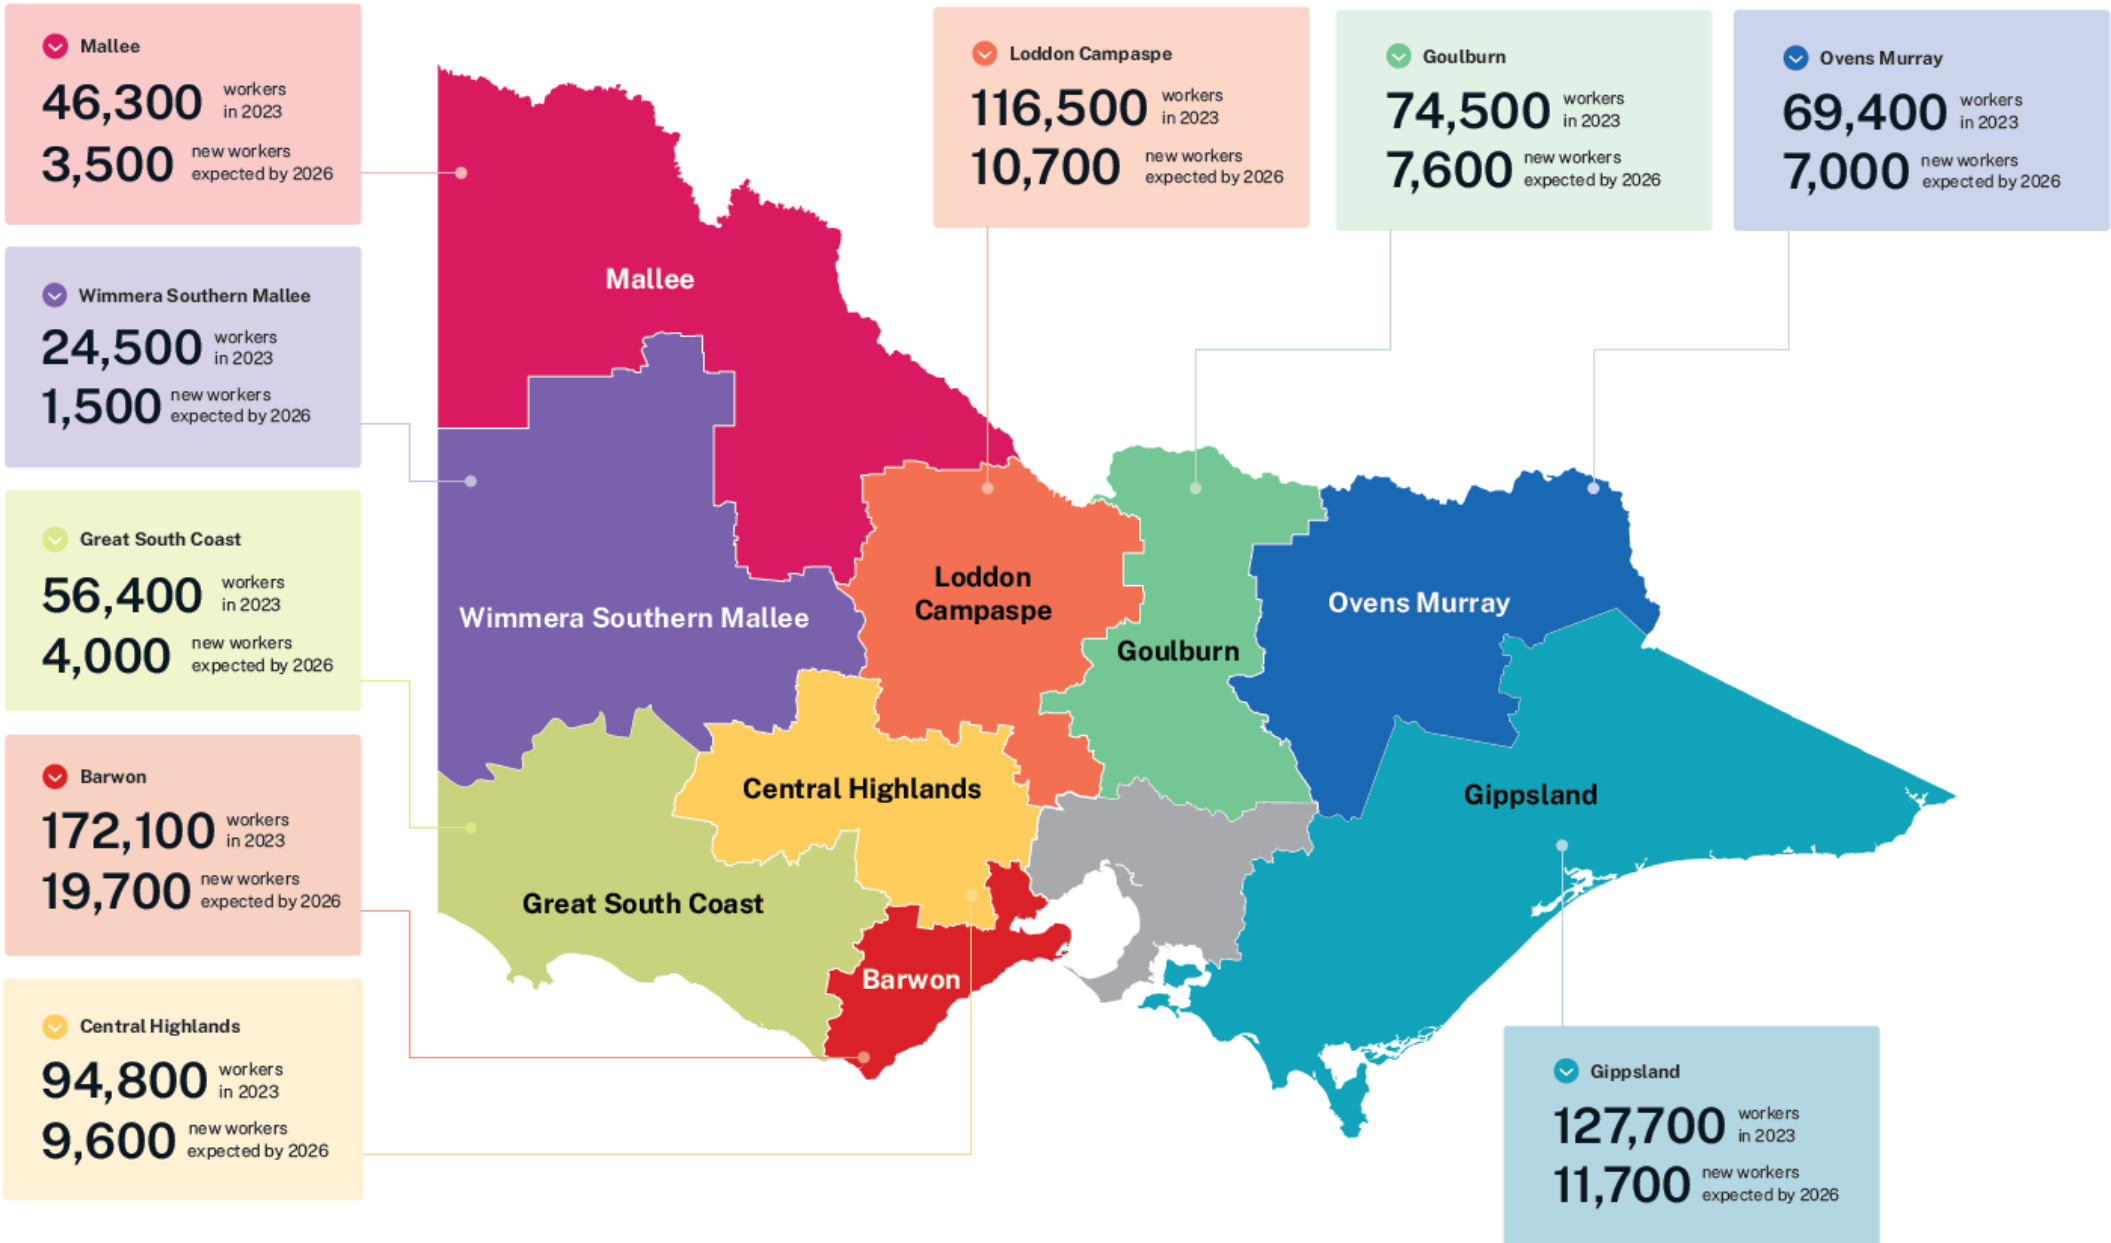 Mallee
46,300 workers
in 2023
3,500 new workers
expected by 2026
Wimmera Southern Mallee
24,500 workers
in 2023
1,500 new workers
expected by 2026
Great South Coast
56,400 workers
in 2023
4,000 new workers
expected by 2026
Barwon
172,100 workers
in 2023
19,700 new workers
expected by 2026
Central Highlands
94,800 workers
in 2023
9,600 new workers
expected by 2026
Loddon Campaspe
116,500 workers
in 2023
10,700 new workers
expected by 2026
Goulburn
74,500 workers
in 2023
7,600 new workers
expected by 2026
Ovens Murray
69,400 workers
in 2023
7,000 new workers
expected by 2026
Mallee
Wimmera Southern Mallee
Loddon
Campaspe
Goulburn
Ovens Murray
Central Highlands
Gippsland
Great South Coast
Barwon
Gippsland
127,700 workers
in 2023
11,700 new workers
expected by 2026